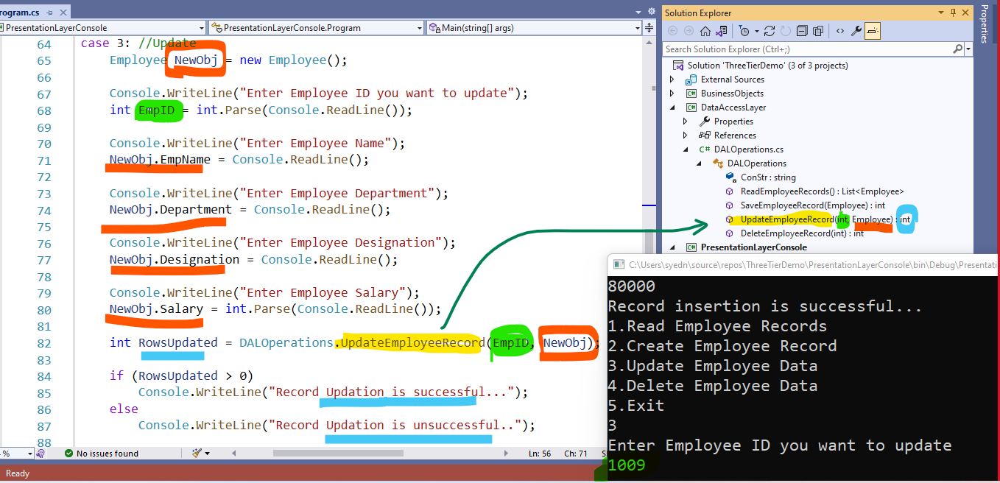 rogram.cs
PresentationLayerConsole
PresentationLayerConsole.Program
Main(string[] args)
64 case 3: //Update
65 Employee NewObj = new Employee();
66
67 Console.WriteLine("Enter Employee ID you want to update");
68 int EmpID = int.Parse(Console.ReadLine());
69
70 Console.WriteLine("Enter Employee Name");
71 NewObj.EmpName = Console.ReadLine();
72
73 Console.WriteLine("Enter Employee Department");
74 NewObj.Department = Console.ReadLine();
75
76 Console.WriteLine("Enter Employee Designation");
77 NewObj.Designation = Console.ReadLine();
78
79 Console.WriteLine("Enter Employee Salary");
80 NewObj.Salary = int.Parse(Console.ReadLine());
81
82 int RowsUpdated = DALOperations.UpdateEmployeeRecord(EmpID, NewObj);
83
84 if (RowsUpdated > 0)
85 Console.WriteLine("Record Updation is successful...");
86 else
87 Console.WriteLine("Record Updation is unsuccessful..");
88
%
No issues found
Ln: 56 Ch: 71 S
Ready
Solution Explorer
Search Solution Explorer (Ctrl+;)
Solution 'ThreeTierDemo' (3 of 3 projects)
External Sources
C# BusinessObjects
C# DataAccessLayer
Properties
References
C# DALOperations.cs
DALOperations
ConStr : string
ReadEmployeeRecords() : List<Employee>
SaveEmployeeRecord(Employee) : int
UpdateEmployeeRecord(int, Employee) : int
DeleteEmployeeRecord(int) : int
C# PresentationLayerConsole
Properties
C:\Users\syedn\source\repos\ThreeTierDemo\PresentationLayerConsole\bin\Debug\Presentati
80000
Record insertion is successful...
1.Read Employee Records
2.Create Employee Record
3.Update Employee Data
4.Delete Employee Data
5.Exit
3
Enter Employee ID you want to update
1009